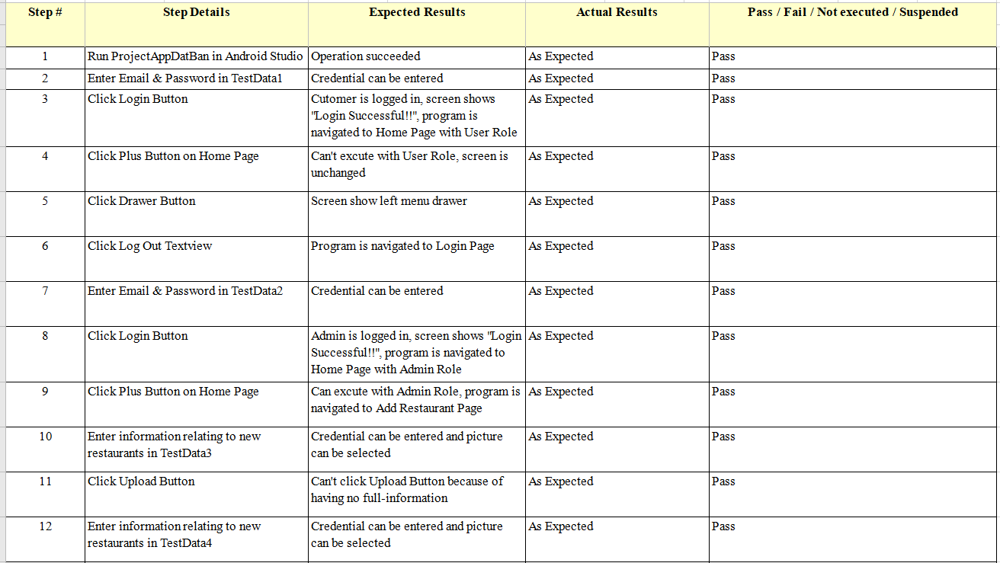 Step # Step Details Expected Results Actual Results Pass / Fail / Not executed / Suspended
1 Run ProjectAppDatBan in Android Studio Operation succeeded As Expected Pass
2 Enter Email & Password in TestData1 Credential can be entered As Expected Pass
3 Click Login Button Cutomer is logged in, screen shows As Expected Pass
"Login Successful!!", program is
navigated to Home Page with User Role
4 Click Plus Button on Home Page Can't excute with User Role, screen is As Expected Pass
unchanged
5 Click Drawer Button Screen show left menu drawer As Expected Pass
6 Click Log Out Textview Program is navigated to Login Page As Expected Pass
7 Enter Email & Password in TestData2 Credential can be entered As Expected Pass
8 Click Login Button Admin is logged in, screen shows "Login As Expected Pass
Successful!!", program is navigated to
Home Page with Admin Role
9 Click Plus Button on Home Page Can excute with Admin Role, program is As Expected Pass
navigated to Add Restaurant Page
10 Enter information relating to new Credential can be entered and picture As Expected Pass
restaurants in TestData3 can be selected
11 Click Upload Button Can't click Upload Button because of As Expected Pass
having no full-information
12 Enter information relating to new Credential can be entered and picture As Expected Pass
restaurants in TestData4 can be selected